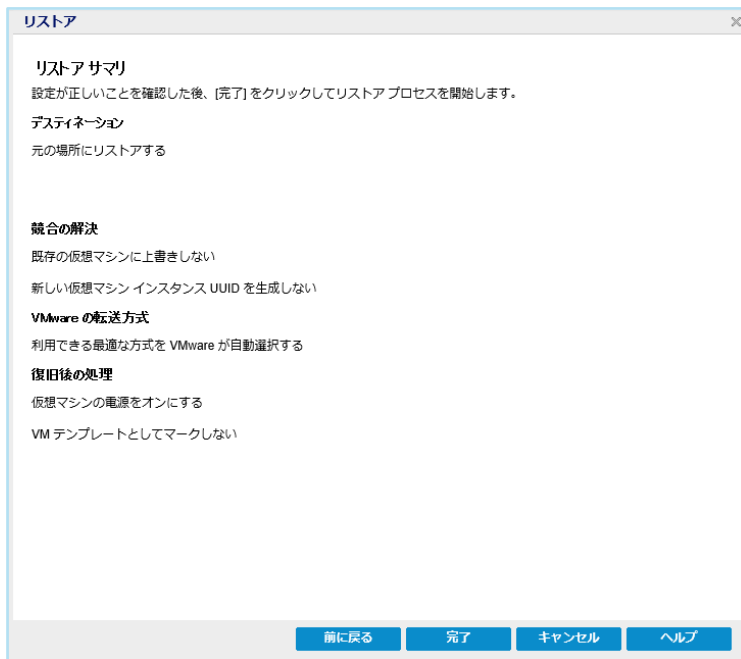 リストア
リストア サマリ
設定が正しいことを確認した後、[完了] をクリックしてリストア プロセスを開始します。
デスティネーション
元の場所にリストアする
競合の解決
既存の仮想マシンに上書きしない
新しい仮想マシン インスタンス UUID を生成しない
VMware の転送方式
利用できる最適な方式を VMware が自動選択する
復旧後の処理
仮想マシンの電源をオンにする
VM テンプレートとしてマークしない
前に戻る 完了 キャンセル ヘルプ